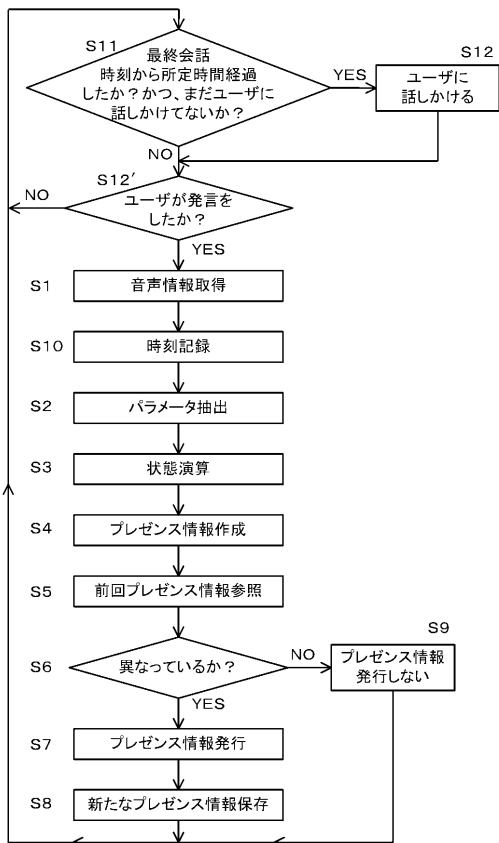 S11
最終会話
時刻から所定時間経過
したか？かつ、まだユーザに
話しかけてないか？
YES
S12
ユーザに
話しかける
NO
S12′
NO
ユーザが発言を
したか？
YES
S1
音声情報取得
S10
時刻記録
S2
パラメータ抽出
S3
状態演算
S4
プレゼンス情報作成
S5
前回プレゼンス情報参照
S6
異なっているか？
NO
S9
プレゼンス情報
発行しない
YES
S7
プレゼンス情報発行
S8
新たなプレゼンス情報保存